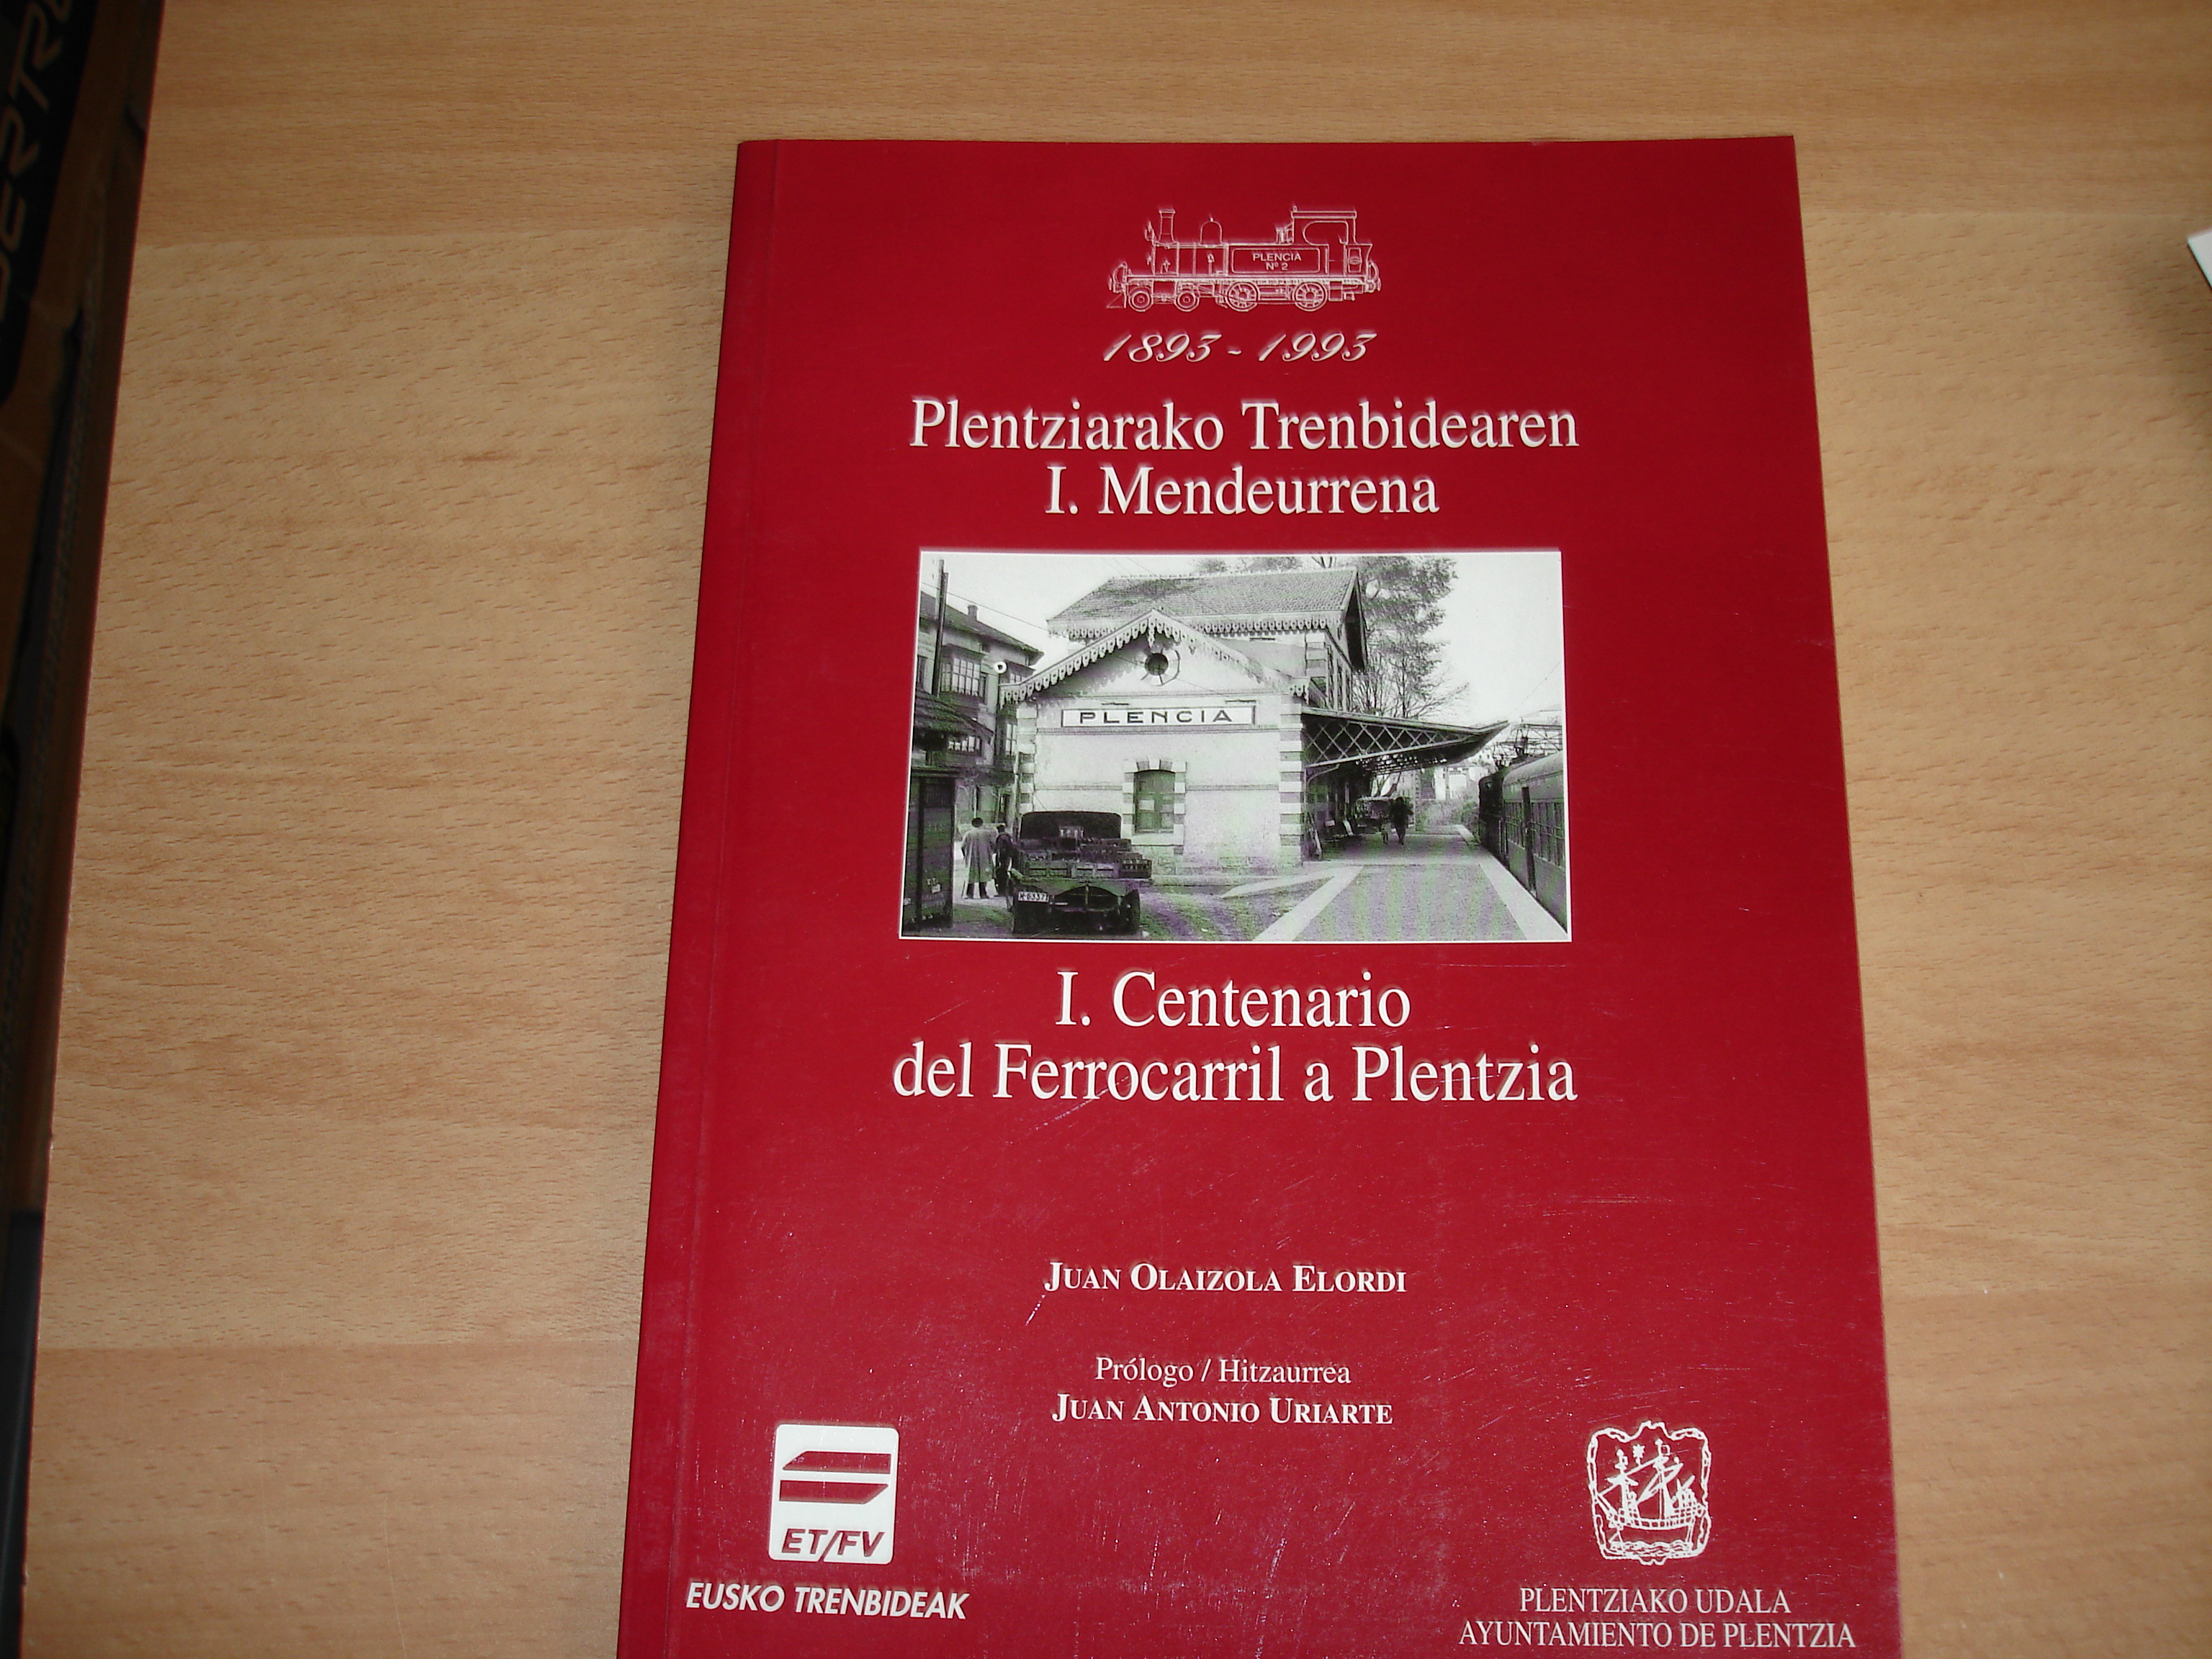 PLENCIA
Nº 2
1893 - 1993
Plentziarako Trenbidearen
I. Mendeurrena
PLENCIA
I. Centenario
del Ferrocarril a Plentzia
JUAN OLAIZOLA ELORDI
Prólogo / Hitzaurrea
JUAN ANTONIO URIARTE
ET/FV
EUSKO TRENBIDEAK
PLENTZIAKO UDALA
AYUNTAMIENTO DE PLENTZIA